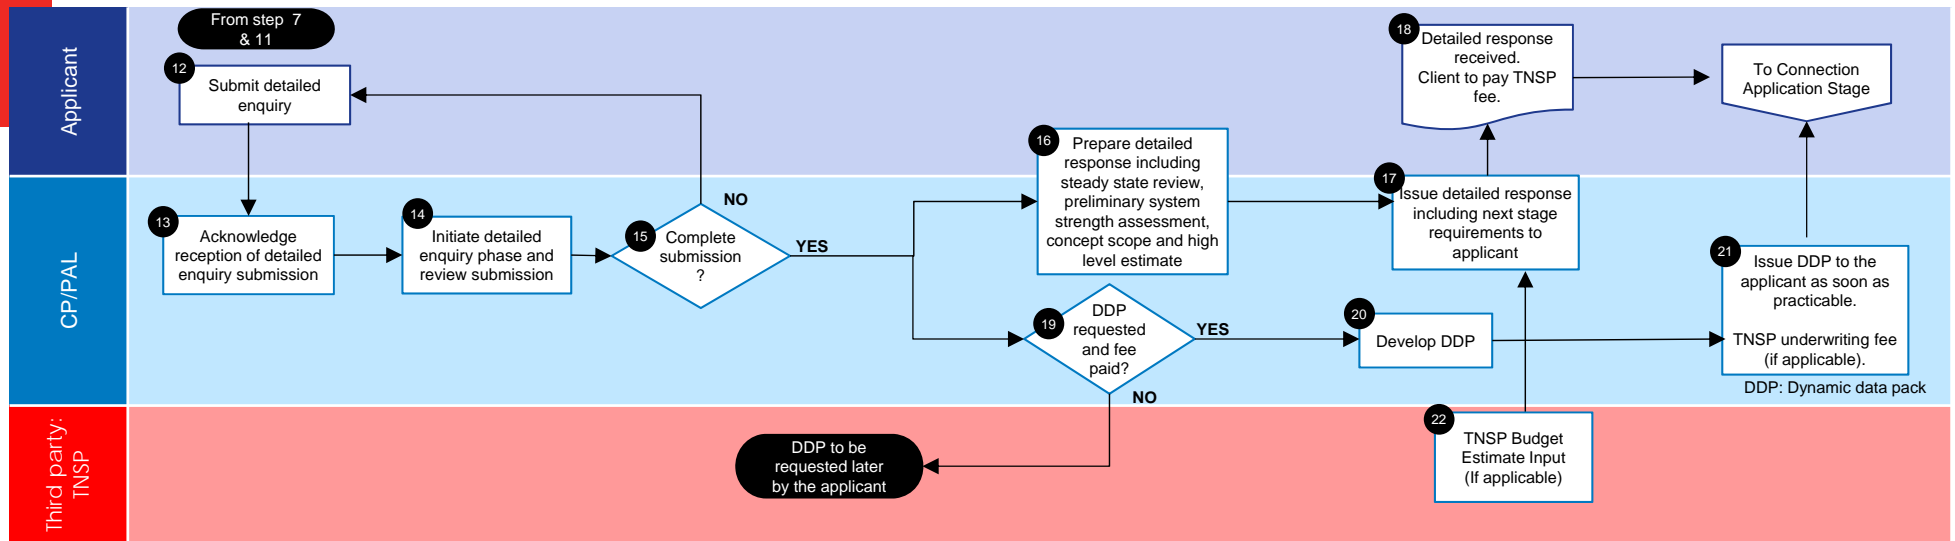 Applicant
From step 7
& 11
12
Submit detailed
enquiry
18
Detailed response
received.
Client to pay TNSP
fee.
To Connection
Application Stage
CP/PAL
13
Acknowledge
reception of detailed
enquiry submission
14
Initiate detailed
enquiry phase and
review submission
15
Complete
submission
?
NO
YES
16
Prepare detailed
response including
steady state review,
preliminary system
strength assessment,
concept scope and high
level estimate
17
Issue detailed response
including next stage
requirements to
applicant
19
DDP
requested
and fee
paid?
YES
NO
20
Develop DDP
21
Issue DDP to the
applicant as soon as
practicable.
TNSP underwriting fee
(if applicable).
DDP: Dynamic data pack
Third party:
TNSP
DDP to be
requested later
by the applicant
22
TNSP Budget
Estimate Input
(If applicable)